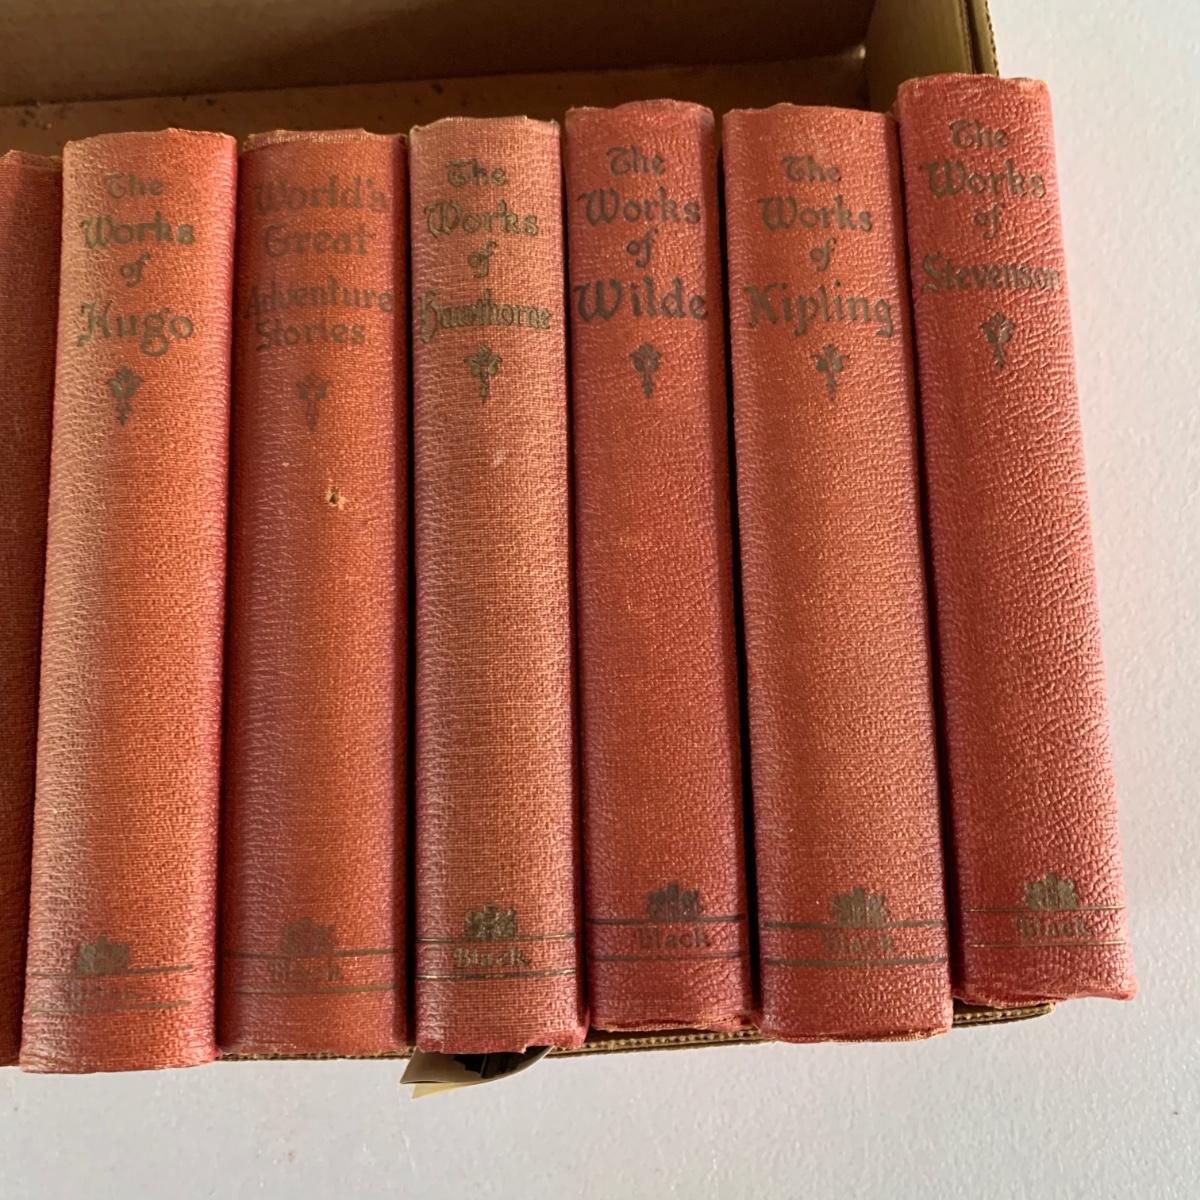 The
Works
of
Hugo
World's
Great
Adventure
Stories
Black
The
Works
of
Hawthorne
Black
The
Works
of
Wilde
Black
The
Works
of
Kipling
Black
The
Works
of
Stevenson
Black